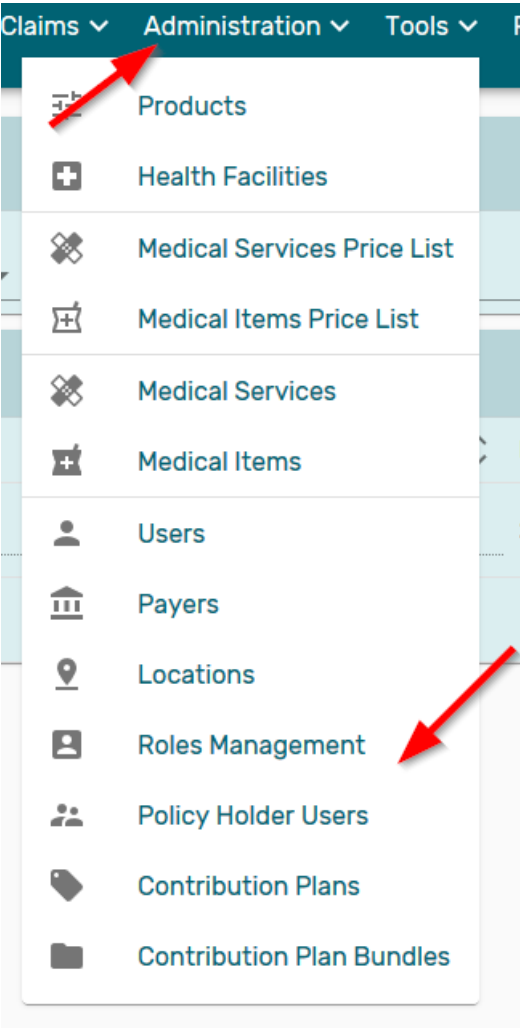 Claims Administration Tools
Products
Health Facilities
Medical Services Price List
Medical Items Price List
Medical Services
Medical Items
Users
Payers
Locations
Roles Management
Policy Holder Users
Contribution Plans
Contribution Plan Bundles